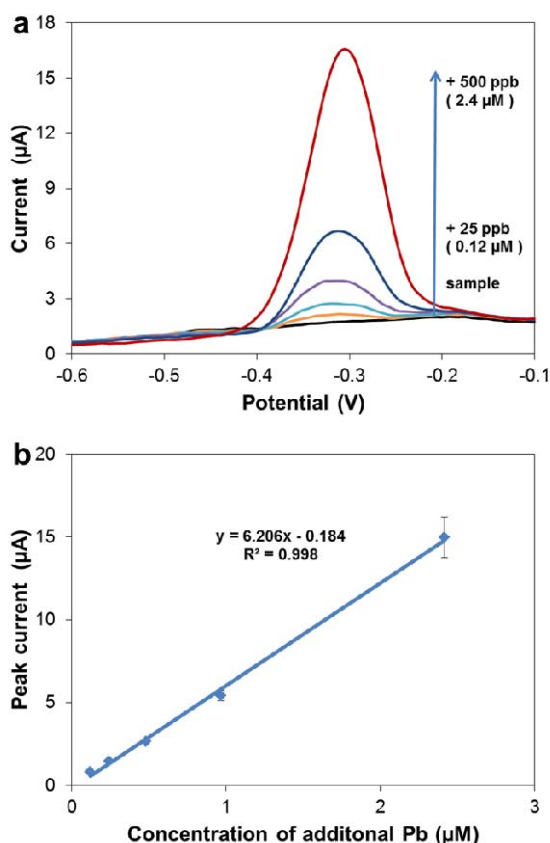 a
18
15
12
9
6
3
0
Current (µA)
+ 500 ppb
( 2.4 µM )
+ 25 ppb
( 0.12 µM )
sample
-0.6 -0.5 -0.4 -0.3 -0.2 -0.1
Potential (V)
b
20
15
10
5
0
Peak current (µA)
y = 6.206x - 0.184
R² = 0.998
0 1 2 3
Concentration of additonal Pb (µM)